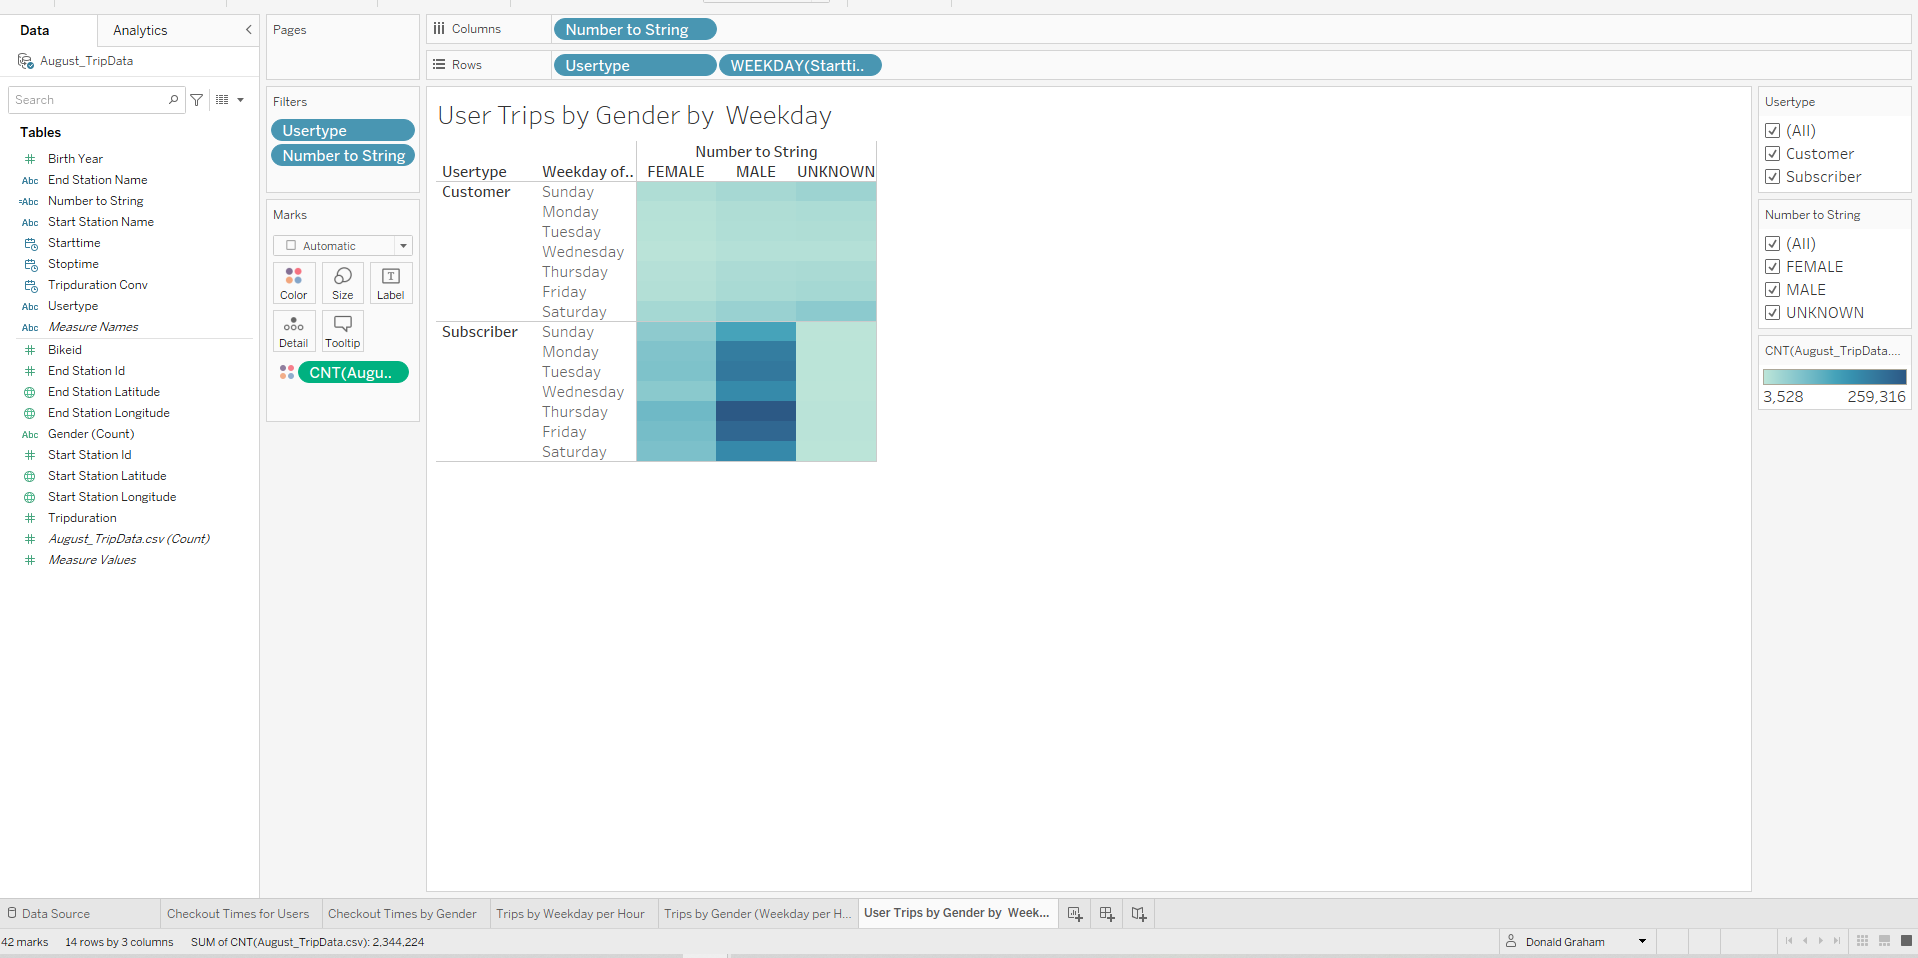 Data
Analytics
August_TripData
Search
Tables
Birth Year
Abc End Station Name
=Abc Number to String
Abc Start Station Name
Starttime
Stoptime
Tripduration Conv
Abc Usertype
Abc Measure Names
Bikeid
End Station Id
End Station Latitude
End Station Longitude
Abc Gender (Count)
Start Station Id
Start Station Latitude
Start Station Longitude
Tripduration
August_TripData.csv (Count)
Measure Values
Pages
Filters
Usertype
Number to String
Marks
Automatic
Color Size Label
Detail Tooltip
CNT(Augu..
Columns Number to String
Rows Usertype WEEKDAY(Startti..
User Trips by Gender by  Weekday
Number to String
Usertype Weekday of.. FEMALE MALE UNKNOWN
Customer Sunday
Monday
Tuesday
Wednesday
Thursday
Friday
Saturday
Subscriber Sunday
Monday
Tuesday
Wednesday
Thursday
Friday
Saturday
Usertype
(All)
Customer
Subscriber
Number to String
(All)
FEMALE
MALE
UNKNOWN
CNT(August_TripData....
3,528 259,316
Data Source Checkout Times for Users Checkout Times by Gender Trips by Weekday per Hour Trips by Gender (Weekday per H... User Trips by Gender by  Week...
42 marks 14 rows by 3 columns SUM of CNT(August_TripData.csv): 2,344,224 Donald Graham